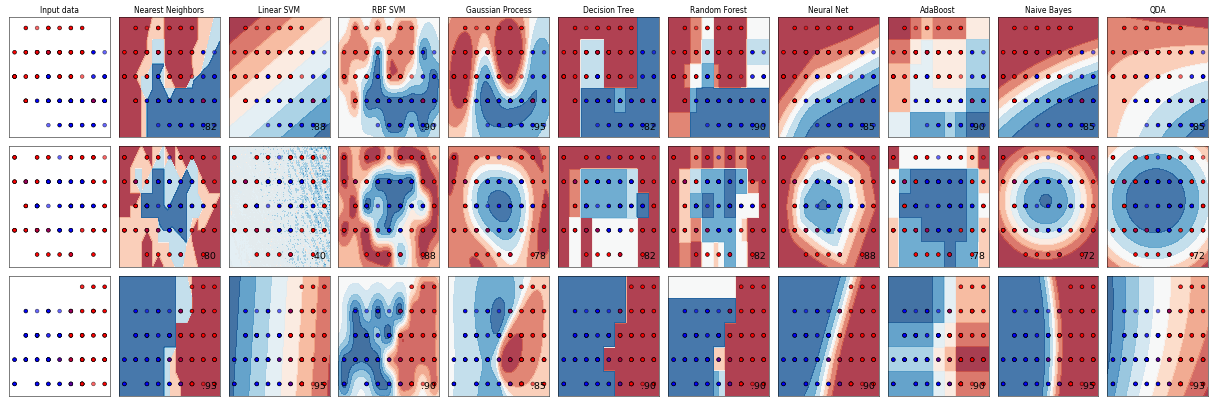 Input data
Nearest Neighbors
Linear SVM
RBF SVM
Gaussian Process
Decision Tree
Random Forest
Neural Net
AdaBoost
Naive Bayes
QDA
.82
.88
.90
.95
.82
.90
.85
.90
.85
.85
.80
.40
.88
.78
.82
.82
.88
.78
.72
.72
.93
.95
.90
.85
.90
.90
.90
.90
.95
.93